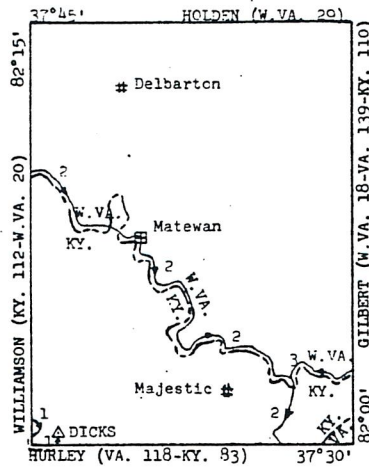 37°45' HOLDEN (W.VA. 29)
82°15'
WILLIAMSON (KY. 112-W.VA. 20)
GILBERT (W.VA. 18-VA. 139-KY. 110)
# Delbarton
2
W.VA.
KY.
Matewan
2
W.VA.
KY.
2
3
W.VA.
KY.
Majestic #
2
KY.
VA.
1
1
DICKS
82°00'
37°30'
HURLEY (VA. 118-KY. 83)